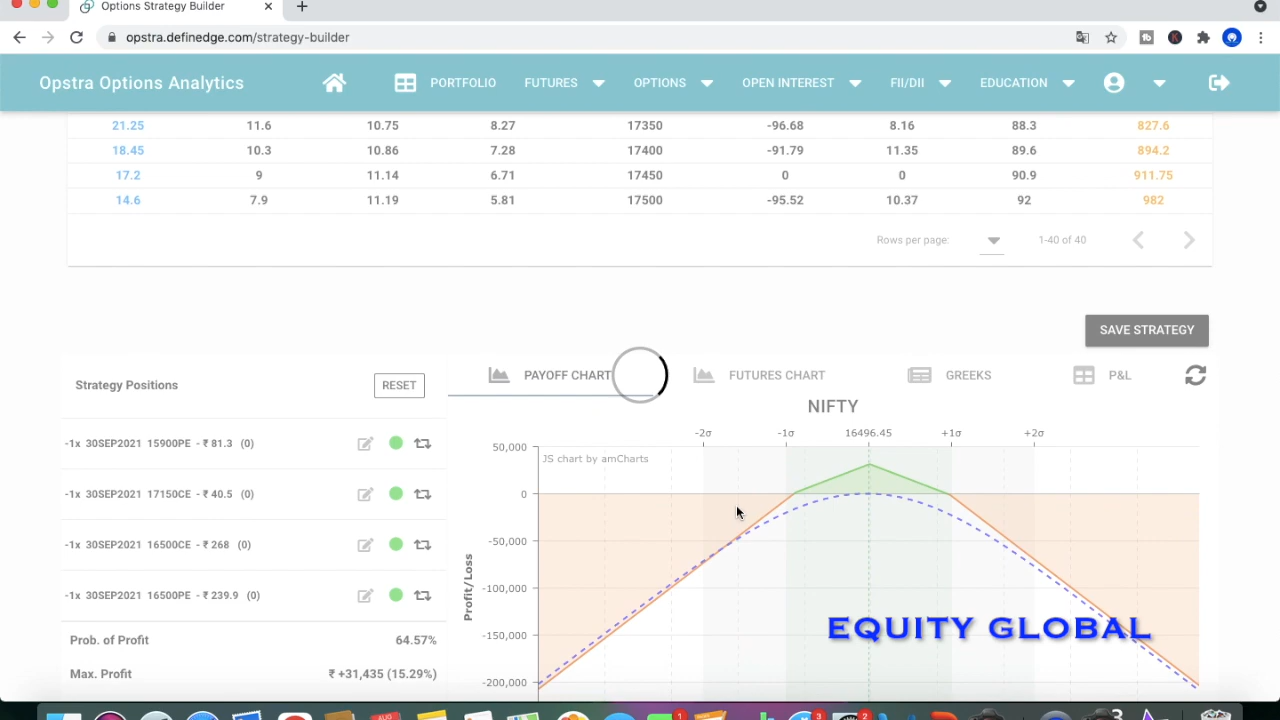 Options Strategy Builder
opstra.definedge.com/strategy-builder
Opstra Options Analytics PORTFOLIO FUTURES OPTIONS OPEN INTEREST FII/DII EDUCATION
21.25 11.6 10.75 8.27 17350 -96.68 8.16 88.3 827.6
18.45 10.3 10.86 7.28 17400 -91.79 11.35 89.6 894.2
17.2 9 11.14 6.71 17450 0 0 90.9 911.75
14.6 7.9 11.19 5.81 17500 -95.52 10.37 92 982
Rows per page: 1-40 of 40
SAVE STRATEGY
Strategy Positions RESET PAYOFF CHART FUTURES CHART GREEKS P&L
NIFTY
-2σ -1σ 16496.45 +1σ +2σ
JS chart by amCharts
50,000
0
-50,000
-100,000
-150,000
-200,000
Profit/Loss
-1x 30SEP2021 15900PE - ₹ 81.3 (0)
-1x 30SEP2021 17150CE - ₹ 40.5 (0)
-1x 30SEP2021 16500CE - ₹ 268 (0)
-1x 30SEP2021 16500PE - ₹ 239.9 (0)
Prob. of Profit 64.57%
Max. Profit ₹ +31,435 (15.29%)
EQUITY GLOBAL
AUG
1
3
2
3